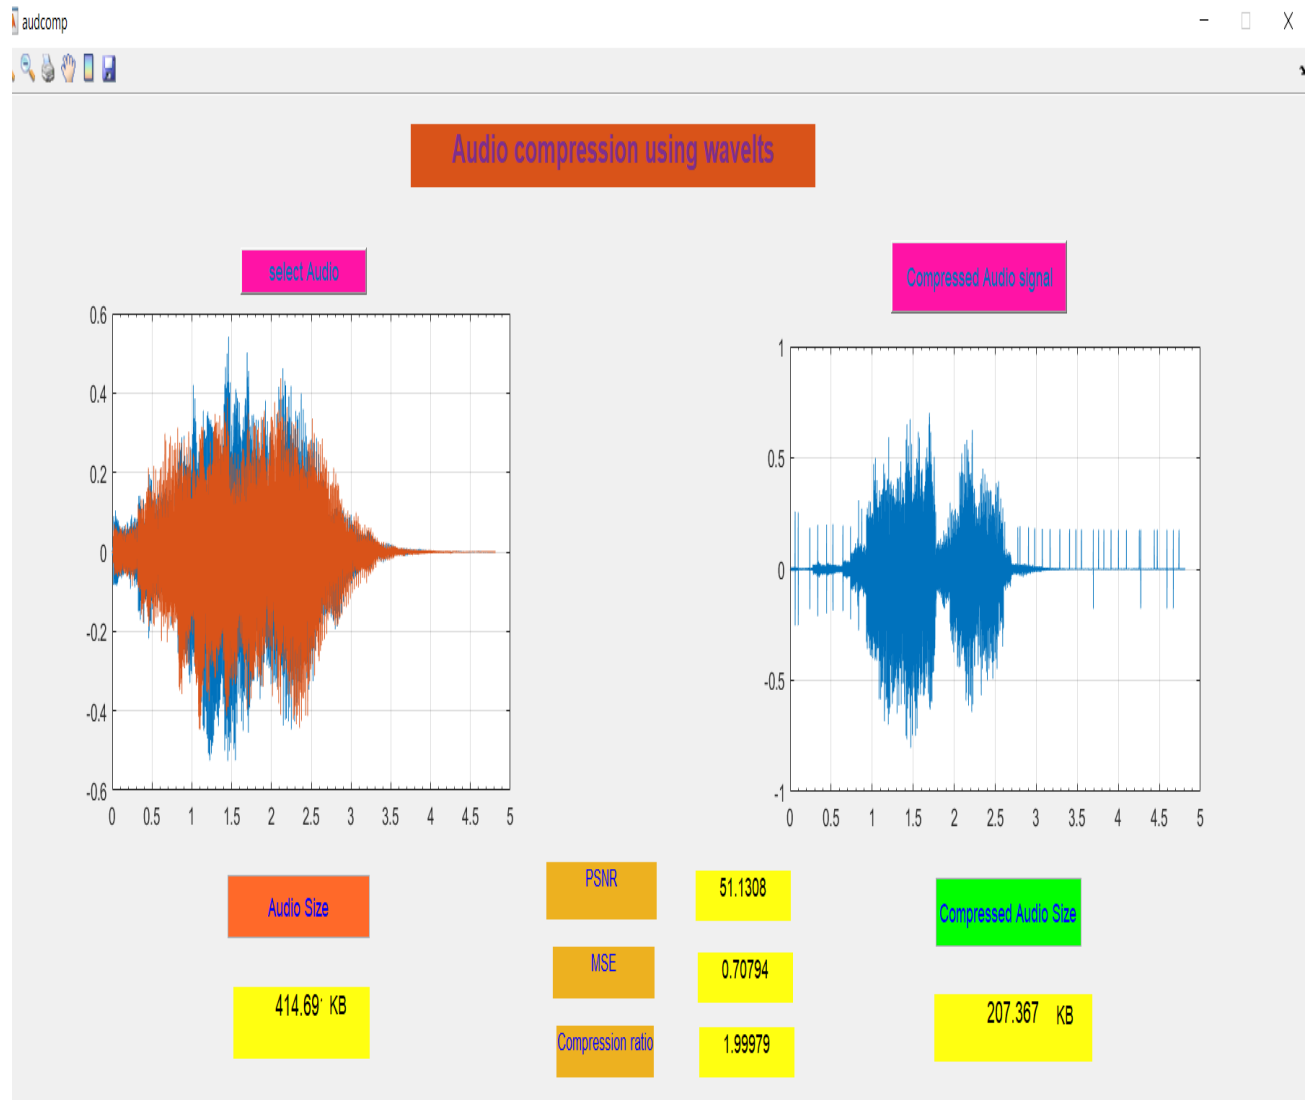 audcomp
Audio compression using wavelts
select Audio
Compressed Audio signal
0.6
0.4
0.2
0
-0.2
-0.4
-0.6
0 0.5 1 1.5 2 2.5 3 3.5 4 4.5 5
1
0.5
0
-0.5
-1
0 0.5 1 1.5 2 2.5 3 3.5 4 4.5 5
Audio Size
414.69 KB
PSNR 51.1308
MSE 0.70794
Compression ratio 1.99979
Compressed Audio Size
207.367 KB